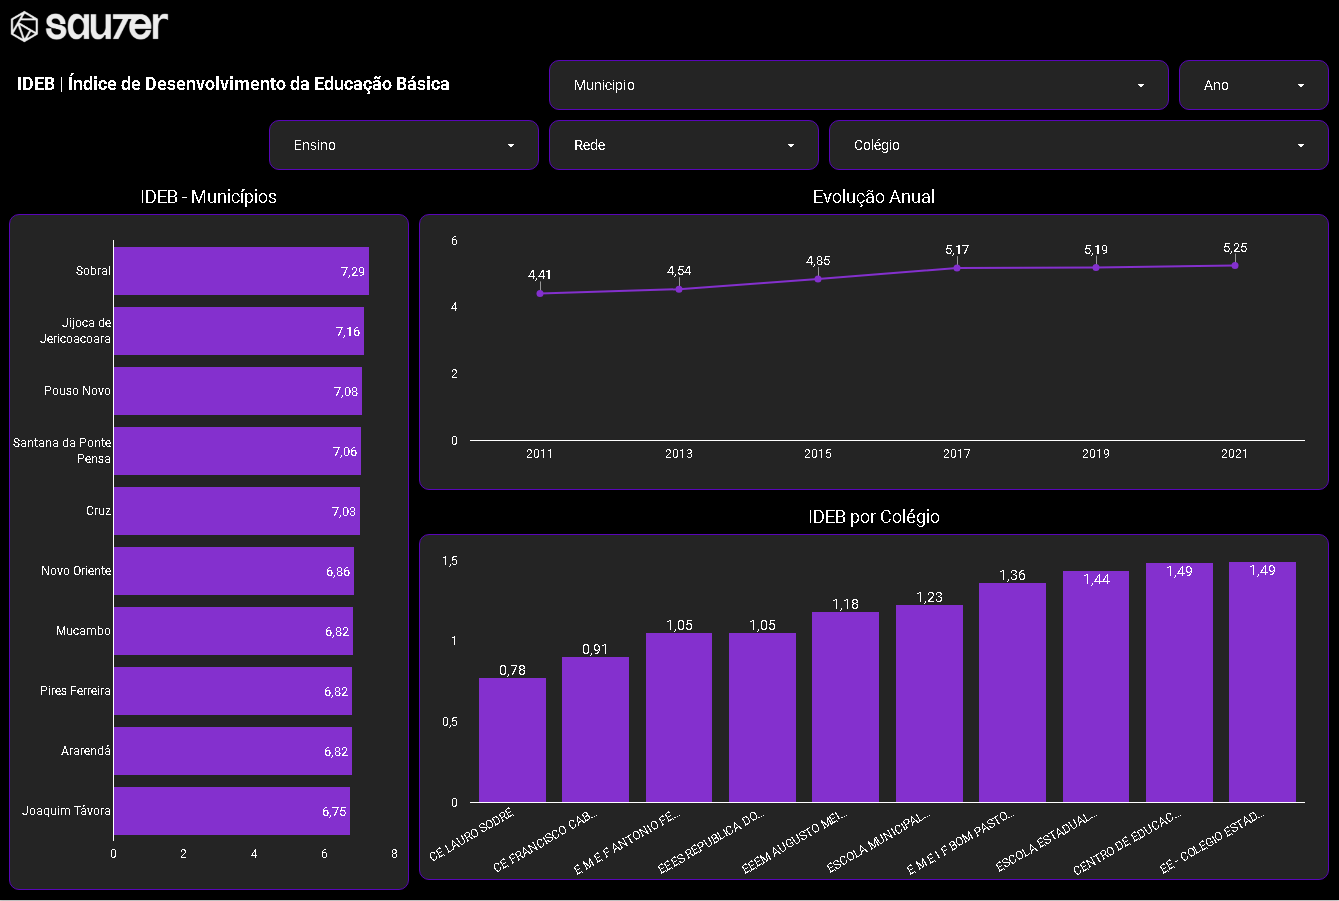 sau7er
IDEB | Índice de Desenvolvimento da Educação Básica
Municipio
Ano
Ensino
Rede
Colégio
IDEB - Municípios
Sobral
7,29
Jijoca de
Jericoacoara
7,16
Pouso Novo
7,08
Santana da Ponte
Pensa
7,06
Cruz
7,03
Novo Oriente
6,86
Mucambo
6,82
Pires Ferreira
6,82
Ararendá
6,82
Joaquim Távora
6,75
0 2 4 6 8
Evolução Anual
6
4
2
0
4,41 4,54 4,85 5,17 5,19 5,25
2011 2013 2015 2017 2019 2021
IDEB por Colégio
1,5
1
0,5
0
0,78 0,91 1,05 1,05 1,18 1,23 1,36 1,44 1,49 1,49
CE LAURO SODRE
CE FRANCISCO CAB...
E M E F ANTONIO FE...
EEES REPUBLICA DO...
EEEM AUGUSTO MEI...
ESCOLA MUNICIPAL...
E M E I F BOM PASTO...
ESCOLA ESTADUAL...
CENTRO DE EDUCAC...
EE - COLEGIO ESTAD...